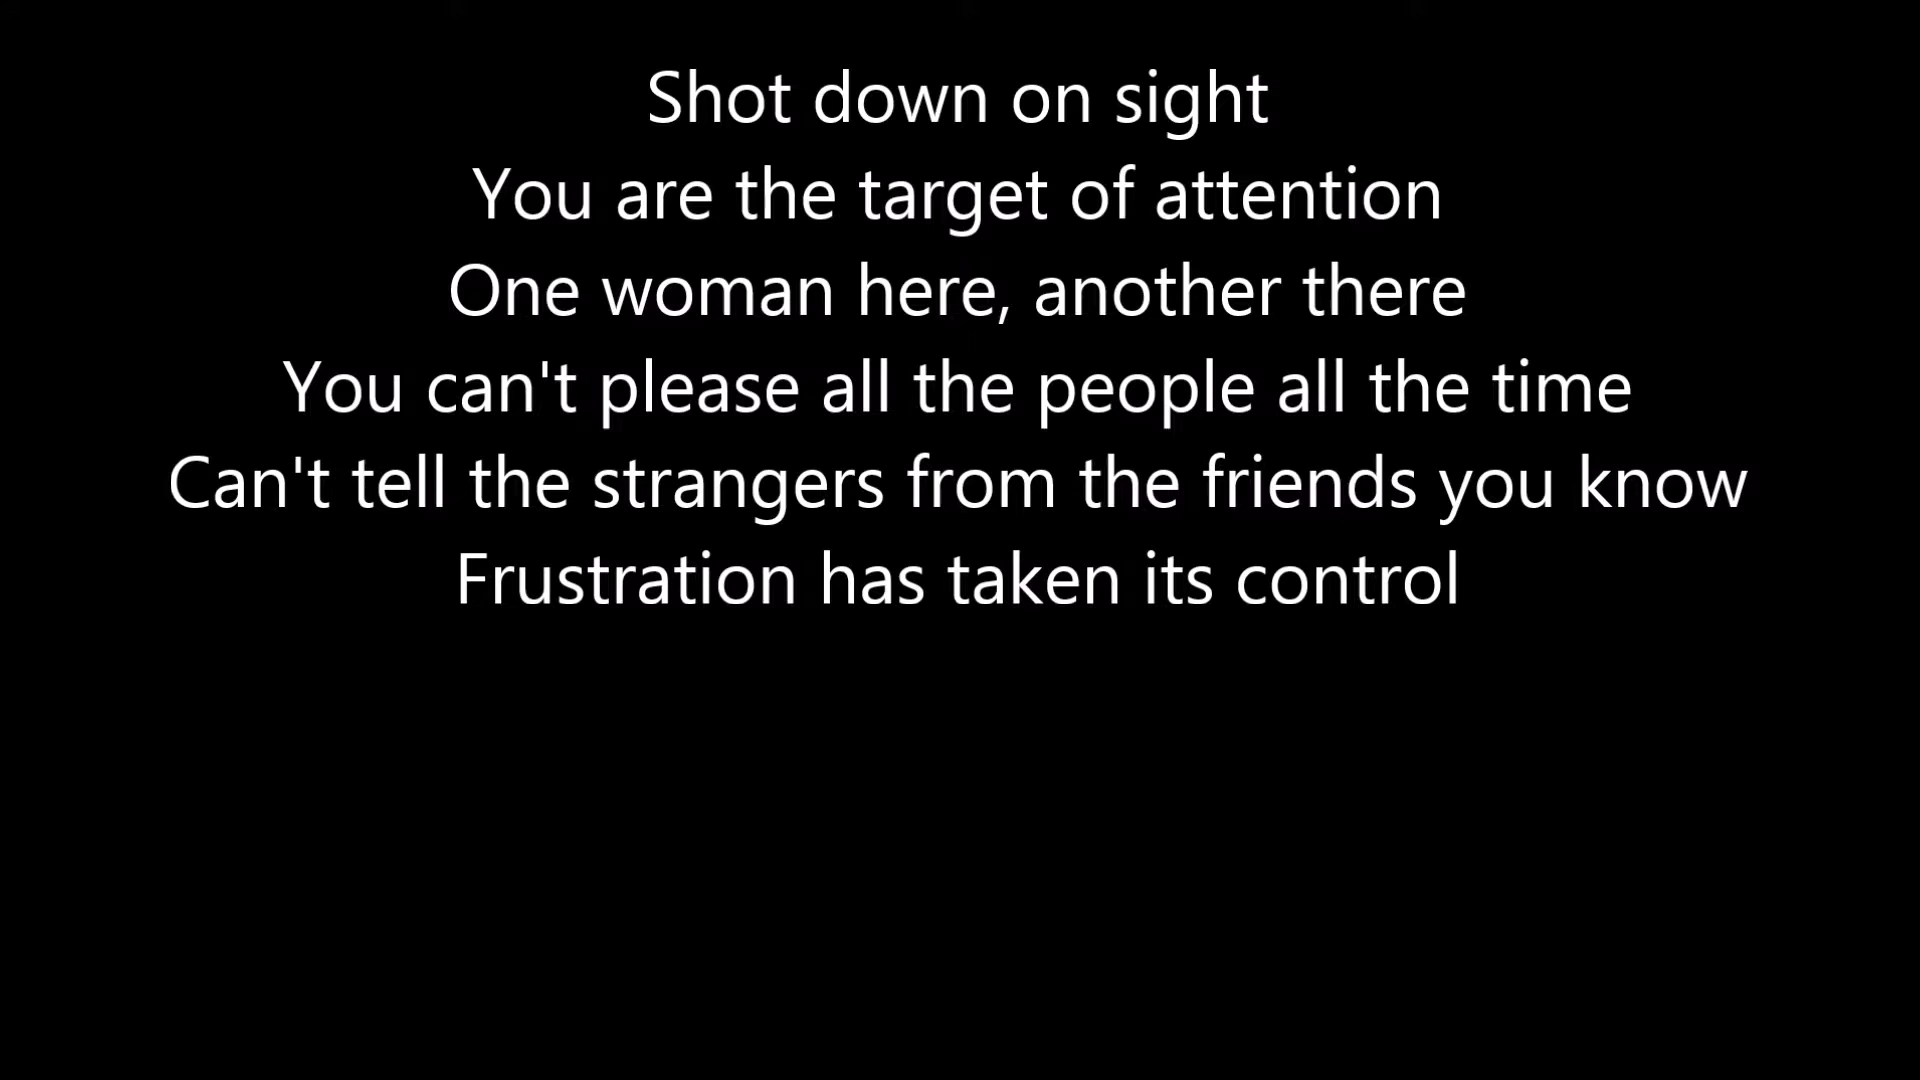 Shot down on sight
You are the target of attention
One woman here, another there
You can't please all the people all the time
Can't tell the strangers from the friends you know
Frustration has taken its control